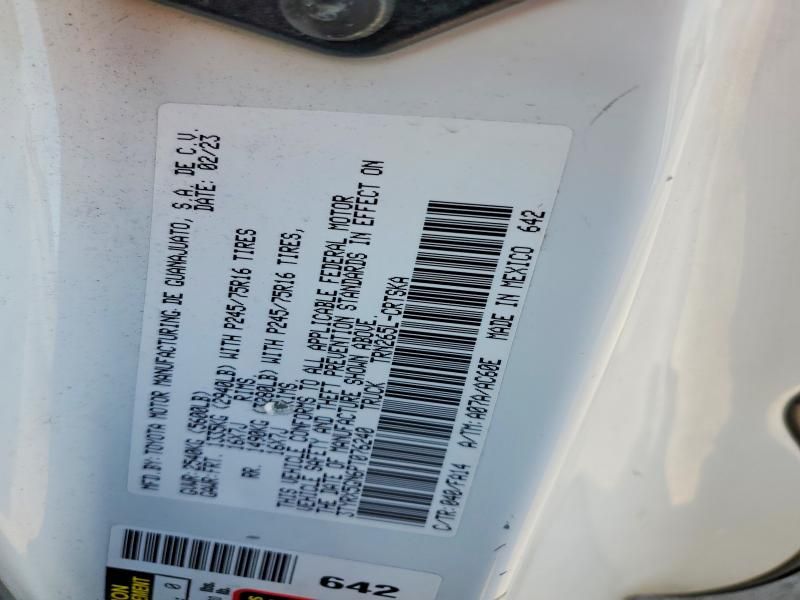 MFD.BY:TOYOTA MOTOR MANUFACTURING DE GUANAJUATO, S.A. DE C.V.
DATE: 02/23
GVWR 2540KG (5600LB)
GAWR FRT. 1335KG (2940LB) WITH P245/75R16 TIRES
16X7J RIMS,
RR. WITH P245/75R16 TIRES,
16X7J RIMS,
THIS VEHICLE CONFORMS TO ALL APPLICABLE FEDERAL MOTOR
VEHICLE SAFETY AND THEFT PREVENTION STANDARDS IN EFFECT ON
THE DATE OF MANUFACTURE SHOWN ABOVE.
TRUCK TRN265L-CRTSKA
C/TR:040/FA14 A/TM:A07A/AC60E MADE IN MEXICO 642
642